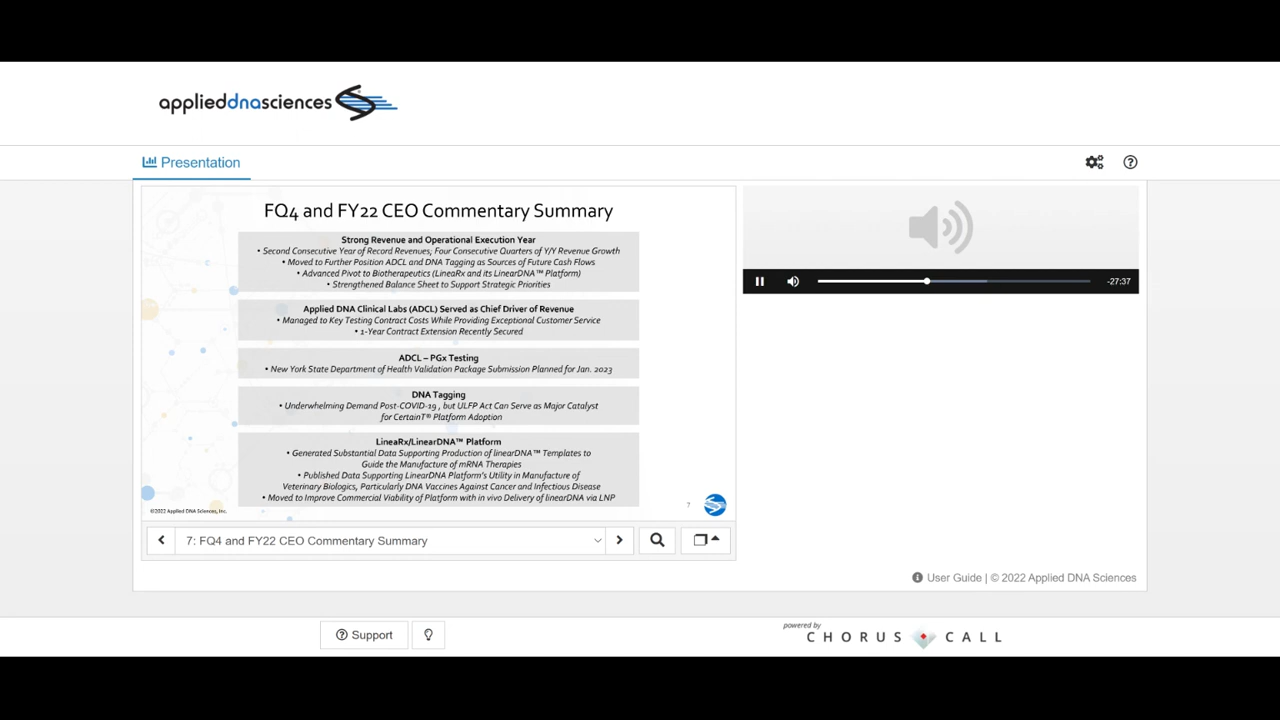 applieddnasciences
Presentation
FQ4 and FY22 CEO Commentary Summary
Strong Revenue and Operational Execution Year
• Second Consecutive Year of Record Revenues; Four Consecutive Quarters of Y/Y Revenue Growth
• Moved to Further Position ADCL and DNA Tagging as Sources of Future Cash Flows
• Advanced Pivot to Biotherapeutics (LineaRx and its LinearDNA™ Platform)
• Strengthened Balance Sheet to Support Strategic Priorities
Applied DNA Clinical Labs (ADCL) Served as Chief Driver of Revenue
• Managed to Key Testing Contract Costs While Providing Exceptional Customer Service
• 1-Year Contract Extension Recently Secured
ADCL – PGx Testing
• New York State Department of Health Validation Package Submission Planned for Jan. 2023
DNA Tagging
• Underwhelming Demand Post-COVID-19 , but ULFP Act Can Serve as Major Catalyst
for CertainT® Platform Adoption
LineaRx/LinearDNA™ Platform
• Generated Substantial Data Supporting Production of linearDNA™ Templates to
Guide the Manufacture of mRNA Therapies
• Published Data Supporting LinearDNA Platform's Utility in Manufacture of
Veterinary Biologics, Particularly DNA Vaccines Against Cancer and Infectious Disease
• Moved to Improve Commercial Viability of Platform with in vivo Delivery of linearDNA via LNP
©2022 Applied DNA Sciences, Inc.
7
-27:37
7: FQ4 and FY22 CEO Commentary Summary
User Guide | © 2022 Applied DNA Sciences
Support
powered by
CHORUS CALL